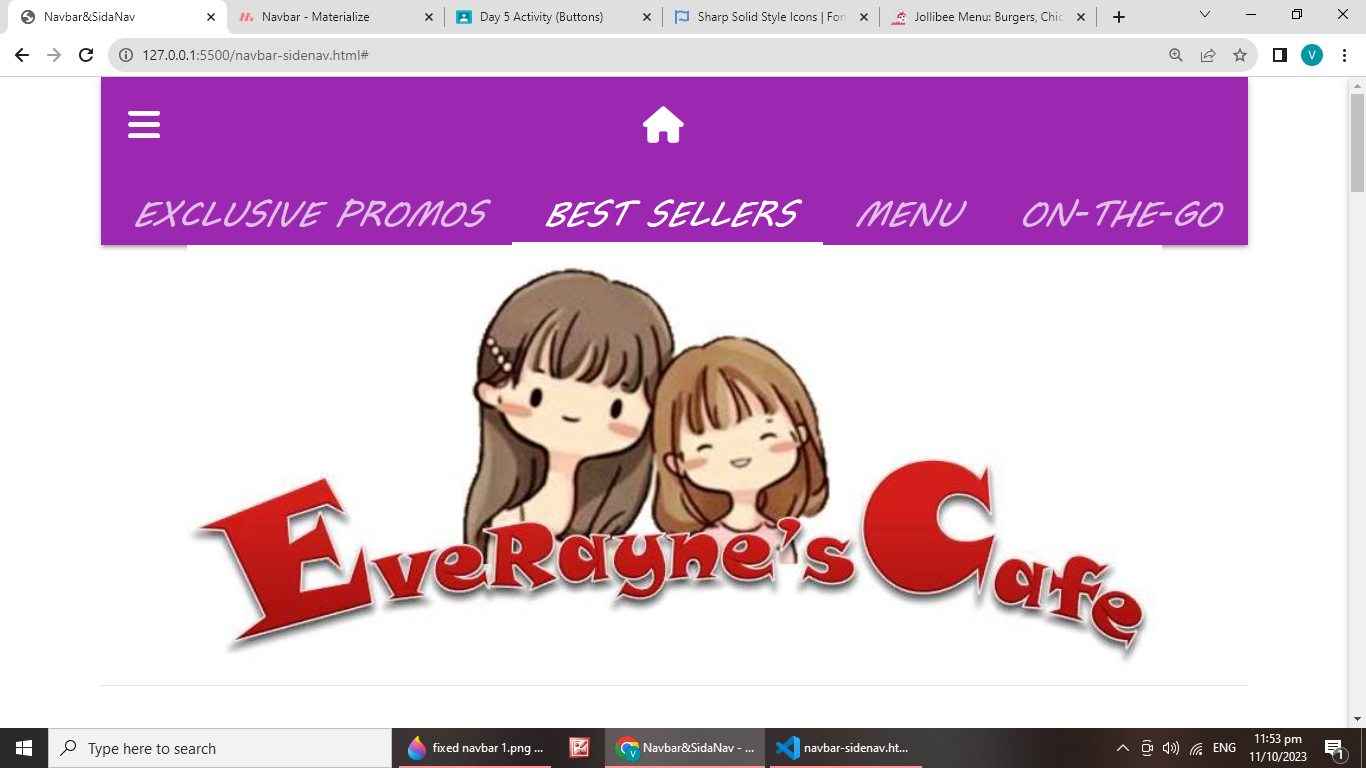 Navbar&SidaNav
Navbar - Materialize
Day 5 Activity (Buttons)
Sharp Solid Style Icons | Fon
Jollibee Menu: Burgers, Chic
127.0.0.1:5500/navbar-sidenav.html#
V
EXCLUSIVE PROMOS
BEST SELLERS
MENU
ON-THE-GO
EveRayne's Cafe
Type here to search
fixed navbar 1.png ...
V
Navbar&SidaNav - ...
navbar-sidenav.ht...
ENG
11:53 pm
11/10/2023
1